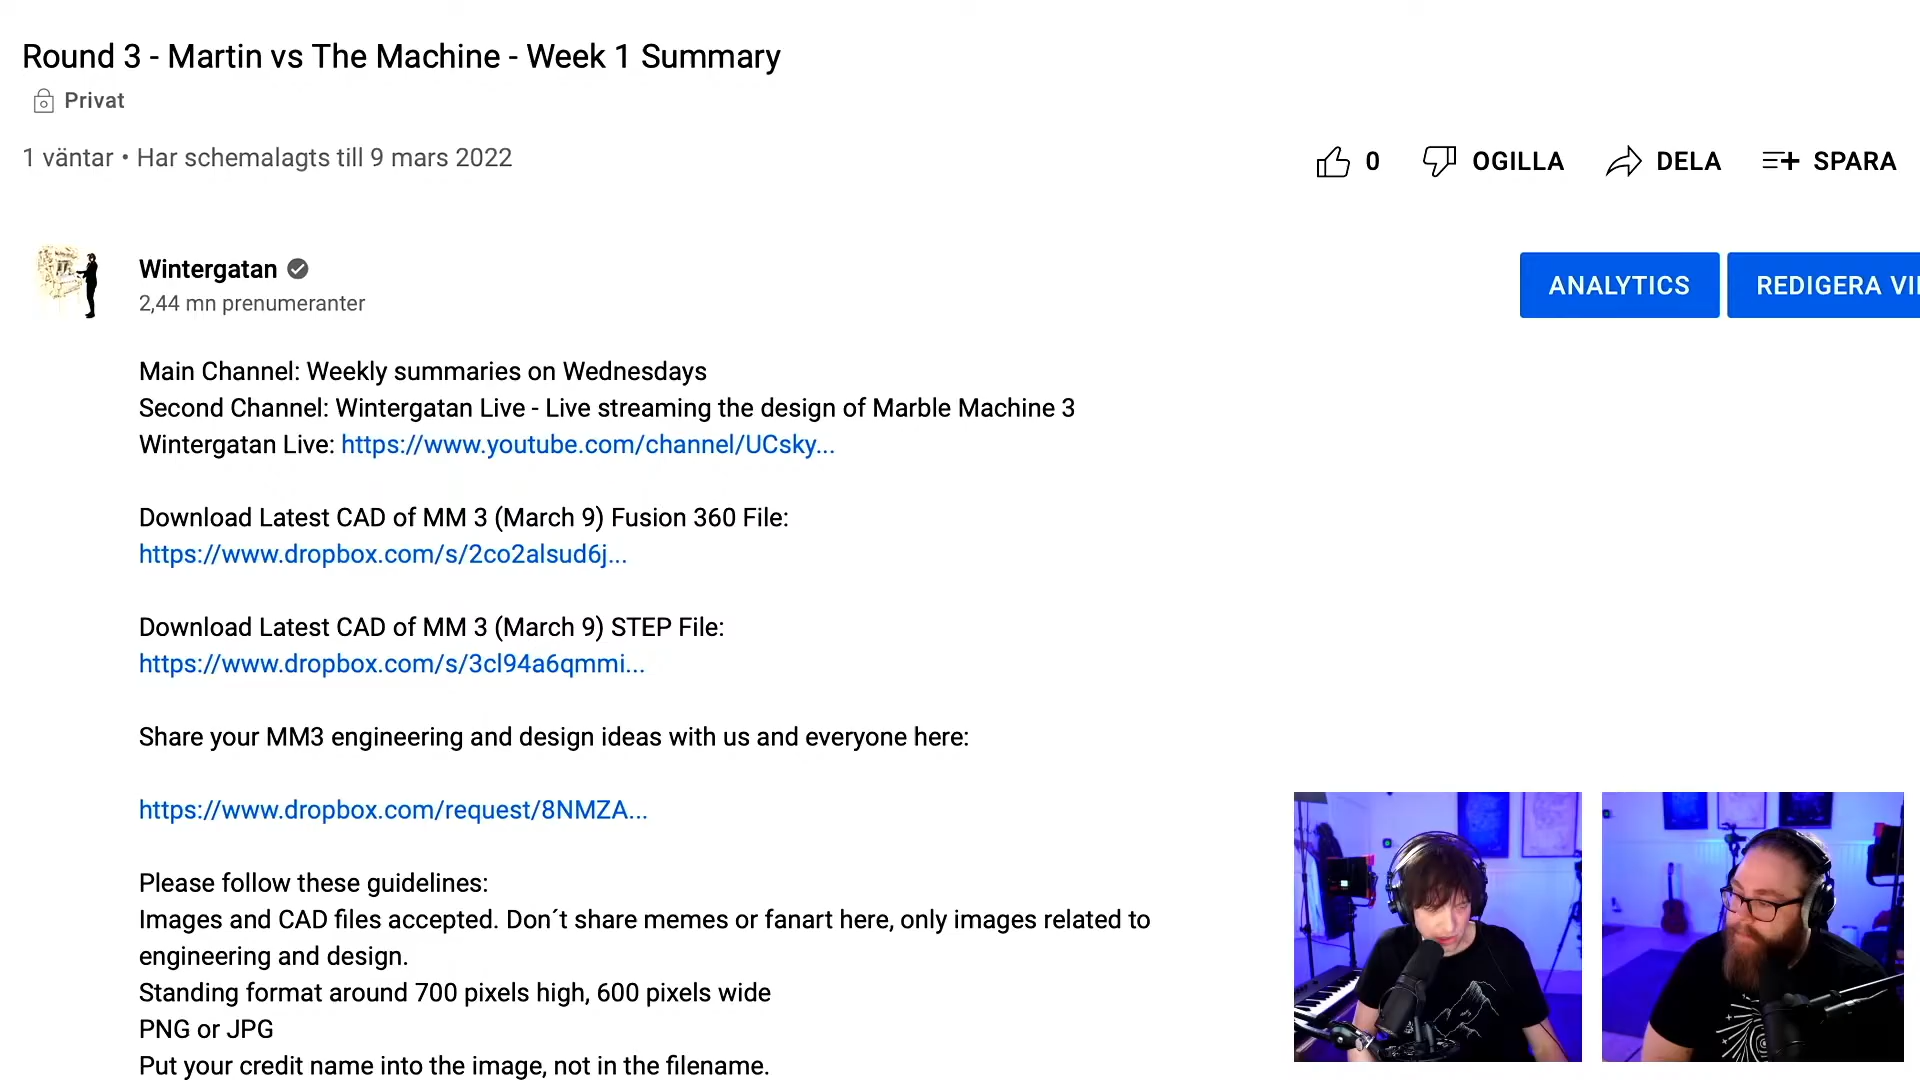 Round 3 - Martin vs The Machine - Week 1 Summary
Privat
1 väntar • Har schemalagts till 9 mars 2022
0 OGILLA DELA SPARA
Wintergatan
2,44 mn prenumeranter
ANALYTICS REDIGERA VI
Main Channel: Weekly summaries on Wednesdays
Second Channel: Wintergatan Live - Live streaming the design of Marble Machine 3
Wintergatan Live: https://www.youtube.com/channel/UCsky...
Download Latest CAD of MM 3 (March 9) Fusion 360 File:
https://www.dropbox.com/s/2co2alsud6j...
Download Latest CAD of MM 3 (March 9) STEP File:
https://www.dropbox.com/s/3cl94a6qmmi...
Share your MM3 engineering and design ideas with us and everyone here:
https://www.dropbox.com/request/8NMZA...
Please follow these guidelines:
Images and CAD files accepted. Don´t share memes or fanart here, only images related to
engineering and design.
Standing format around 700 pixels high, 600 pixels wide
PNG or JPG
Put your credit name into the image, not in the filename.